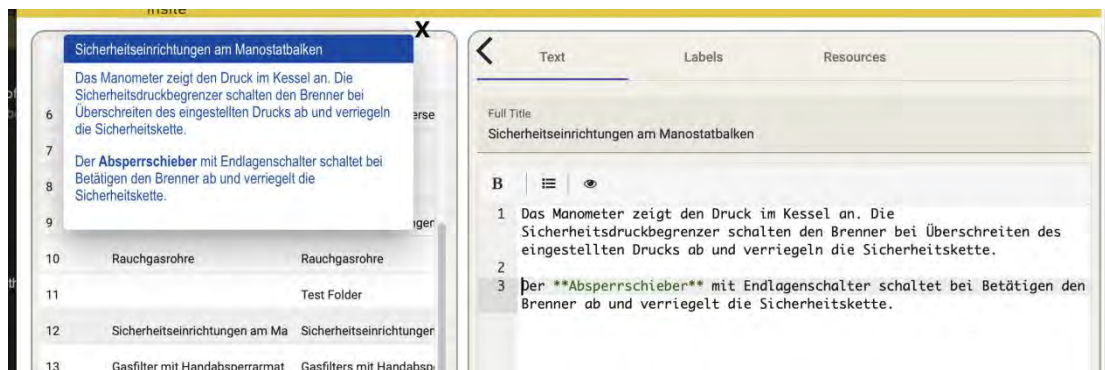 insite
X
Sicherheitseinrichtungen am Manostatbalken
Das Manometer zeigt den Druck im Kessel an. Die
Sicherheitsdruckbegrenzer schalten den Brenner bei
Überschreiten des eingestellten Drucks ab und verriegeln
die Sicherheitskette.
Der Absperrschieber mit Endlagenschalter schaltet bei
Betätigen den Brenner ab und verriegelt die
Sicherheitskette.
6
7
8
9
10 Rauchgasrohre Rauchgasrohre
11 Test Folder
12 Sicherheitseinrichtungen am Ma Sicherheitseinrichtunger
13 Gasfilter mit Handabsperrarmat Gasfilters mit Handabsp
Text Labels Resources
Full Title
Sicherheitseinrichtungen am Manostatbalken
B
1 Das Manometer zeigt den Druck im Kessel an. Die
Sicherheitsdruckbegrenzer schalten den Brenner bei Überschreiten des
eingestellten Drucks ab und verriegeln die Sicherheitskette.
2
3 Der **Absperrschieber** mit Endlagenschalter schaltet bei Betätigen den
Brenner ab und verriegelt die Sicherheitskette.